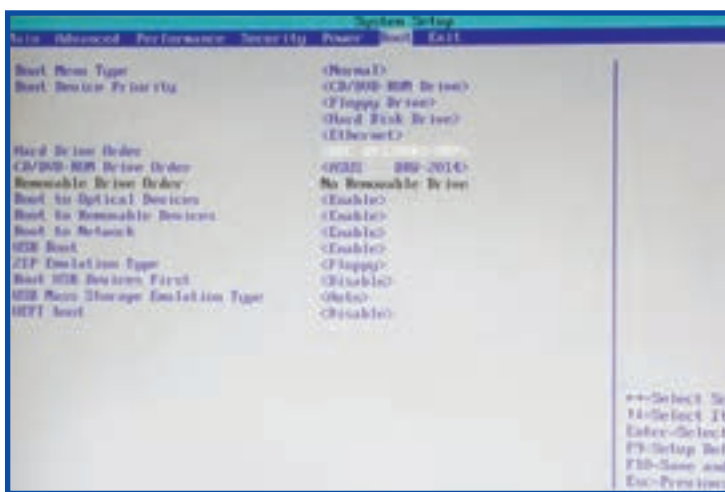 System Setup
Main Advanced Performance Security Power Boot Exit
Boot Menu Type <Normal>
Boot Device Priority <CD/DVD-ROM Drive>
<Floppy Drive>
<Hard Disk Drive>
<Ethernet>
Hard Drive Order
CD/DVD-ROM Drive Order <ASUS DRW-2014>
Removable Drive Order No Removable Drive
Boot to Optical Devices <Enable>
Boot to Removable Devices <Enable>
Boot to Network <Enable>
USB Boot <Enable>
ZIP Emulation Type <Floppy>
Boot USB Devices First <Disable>
USB Mass Storage Emulation Type <Auto>
UEFI boot <Disable>
↔=Select
↑↓=Select
Enter=Select
F9=Setup
F10=Save and
Esc=Previous